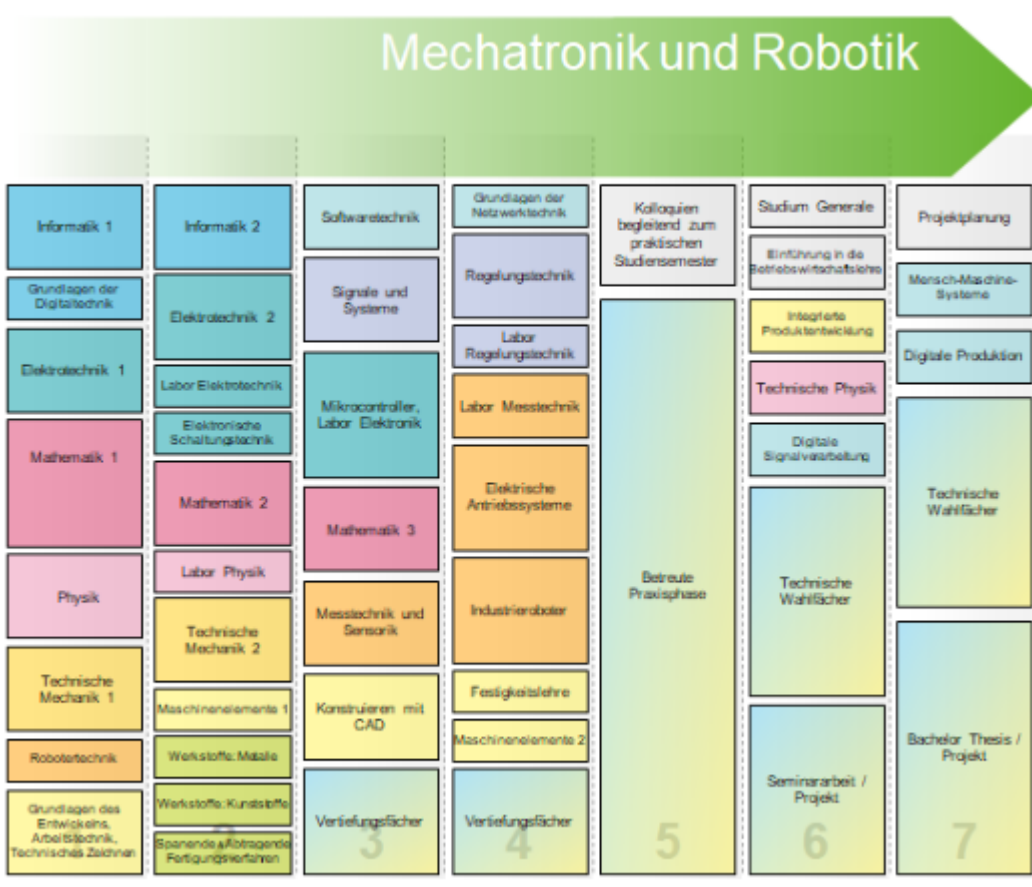 Mechatronik und Robotik
Informatik 1
Grundlagen der
Digitaltechnik
Elektrotechnik 1
Mathematik 1
Physik
Technische
Mechanik 1
Robotertechnik
Grundlagen des
Entwickelns,
Arbeitstechnik,
Technisches Zeichnen
1
Informatik 2
Elektrotechnik 2
Labor Elektrotechnik
Elektronische
Schaltungstechnik
Mathematik 2
Labor Physik
Technische
Mechanik 2
Maschinenelemente 1
Werkstoffe: Metalle
Werkstoffe: Kunststoffe
Spanende & Abtragende
Fertigungsverfahren
2
Softwaretechnik
Signale und
Systeme
Mikrocontroller,
Labor Elektronik
Mathematik 3
Messtechnik und
Sensorik
Konstruieren mit
CAD
Vertiefungsfächer
3
Grundlagen der
Netzwerktechnik
Regelungstechnik
Labor
Regelungstechnik
Labor Messtechnik
Elektrische
Antriebssysteme
Industrieroboter
Festigkeitslehre
Maschinenelemente 2
Vertiefungsfächer
4
Kolloquien
begleitend zum
praktischen
Studiensemester
Betreute
Praxisphase
5
Studium Generale
Einführung in die
Betriebswirtschaftslehre
Integrierte
Produktentwicklung
Technische Physik
Digitale
Signalverarbeitung
Technische
Wahlfächer
Seminararbeit /
Projekt
6
Projektplanung
Mensch-Maschine-
Systeme
Digitale Produktion
Technische
Wahlfächer
Bachelor Thesis /
Projekt
7